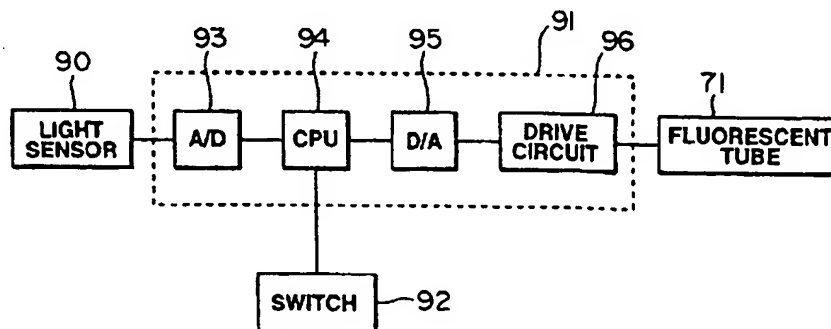 93
94
95
91
96
90
71
LIGHT
SENSOR
A/D
CPU
D/A
DRIVE
CIRCUIT
FLUORESCENT
TUBE
SWITCH
92